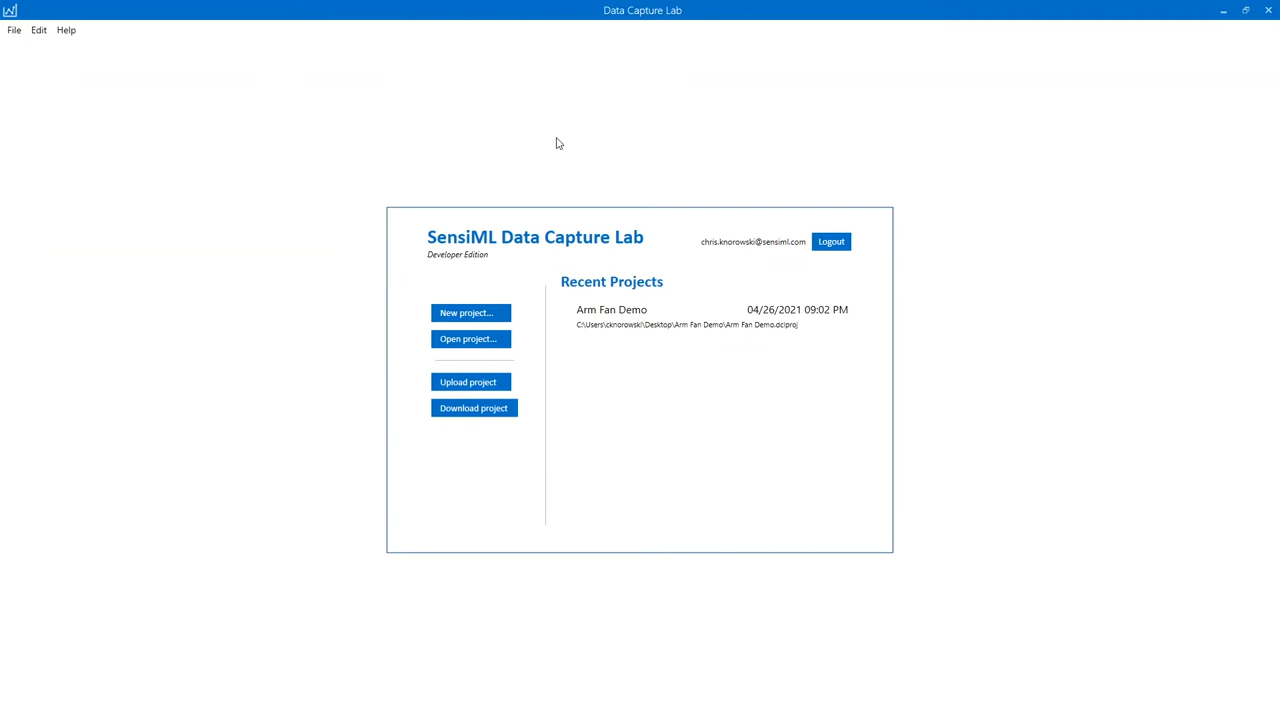 Data Capture Lab
File Edit Help
SensiML Data Capture Lab
Developer Edition
chris.knorowski@sensiml.com
Logout
Recent Projects
New project...
Open project...
Upload project
Download project
Arm Fan Demo 04/26/2021 09:02 PM
C:\Users\cknorowski\Desktop\Arm Fan Demo\Arm Fan Demo.dclproj